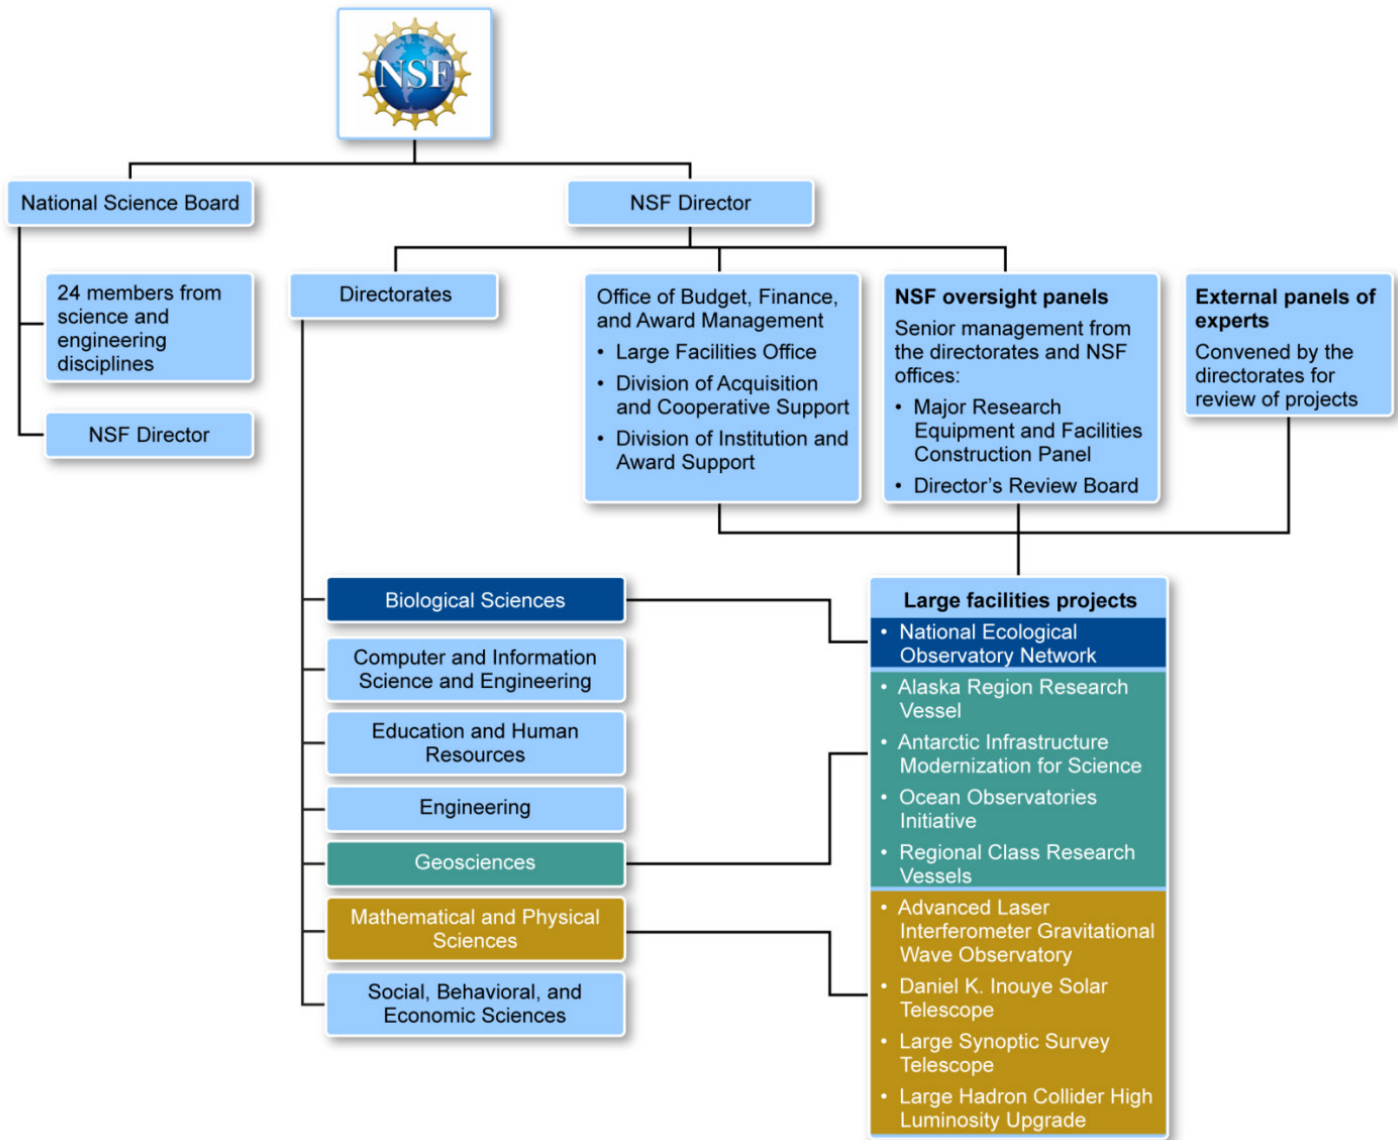 NSF
National Science Board
NSF Director
24 members from
science and
engineering
disciplines
NSF Director
Directorates
Office of Budget, Finance,
and Award Management
• Large Facilities Office
• Division of Acquisition
and Cooperative Support
• Division of Institution and
Award Support
NSF oversight panels
Senior management from
the directorates and NSF
offices:
• Major Research
Equipment and Facilities
Construction Panel
• Director's Review Board
External panels of
experts
Convened by the
directorates for
review of projects
Biological Sciences
Computer and Information
Science and Engineering
Education and Human
Resources
Engineering
Geosciences
Mathematical and Physical
Sciences
Social, Behavioral, and
Economic Sciences
Large facilities projects
• National Ecological
Observatory Network
• Alaska Region Research
Vessel
• Antarctic Infrastructure
Modernization for Science
• Ocean Observatories
Initiative
• Regional Class Research
Vessels
• Advanced Laser
Interferometer Gravitational
Wave Observatory
• Daniel K. Inouye Solar
Telescope
• Large Synoptic Survey
Telescope
• Large Hadron Collider High
Luminosity Upgrade